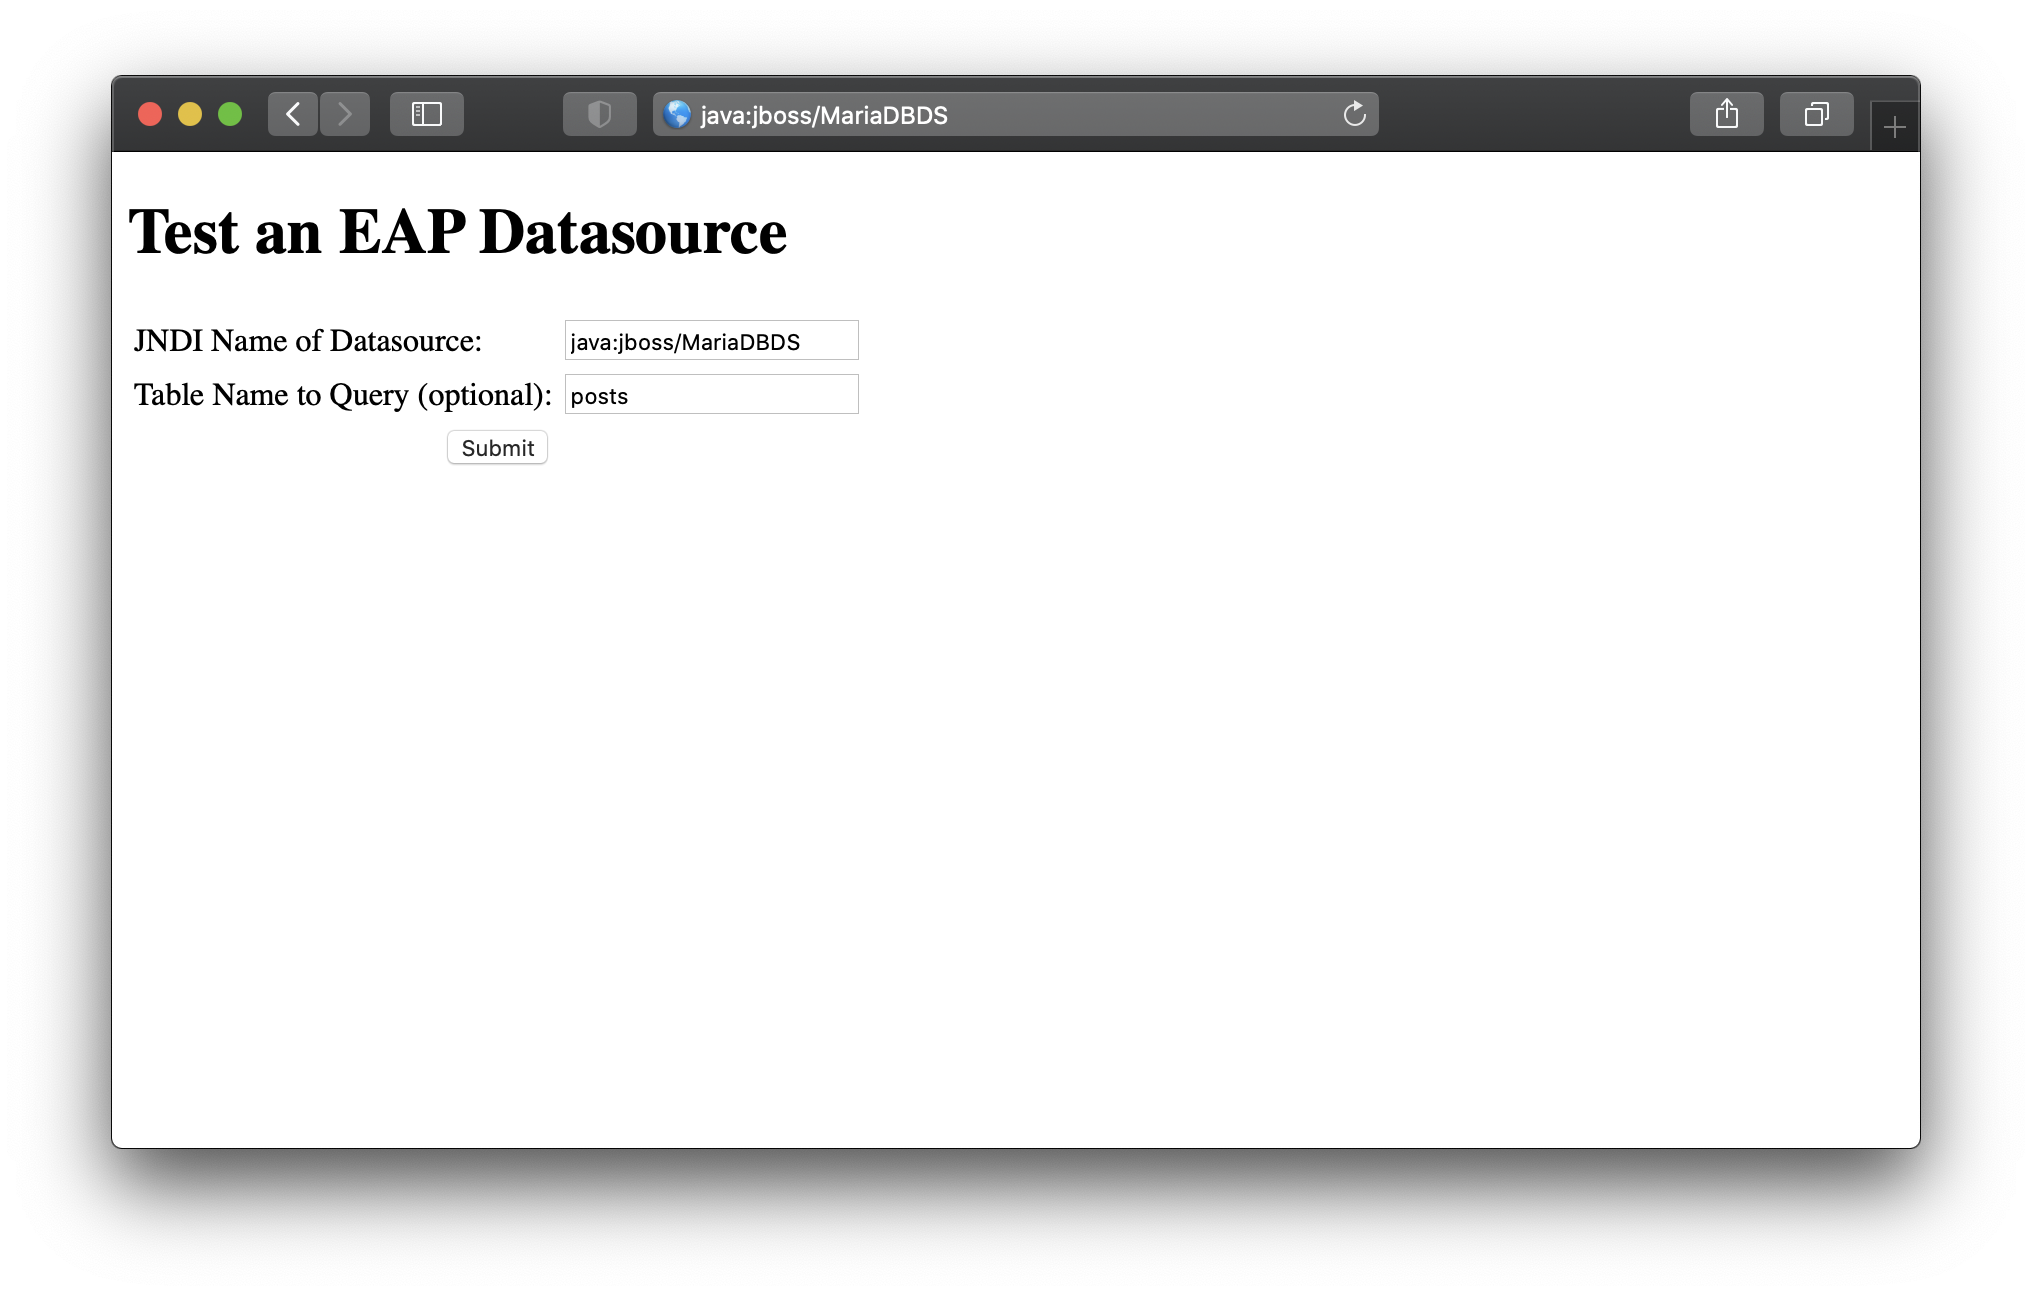 java:jboss/MariaDBDS
Test an EAP Datasource
JNDI Name of Datasource: java:jboss/MariaDBDS
Table Name to Query (optional): posts
Submit